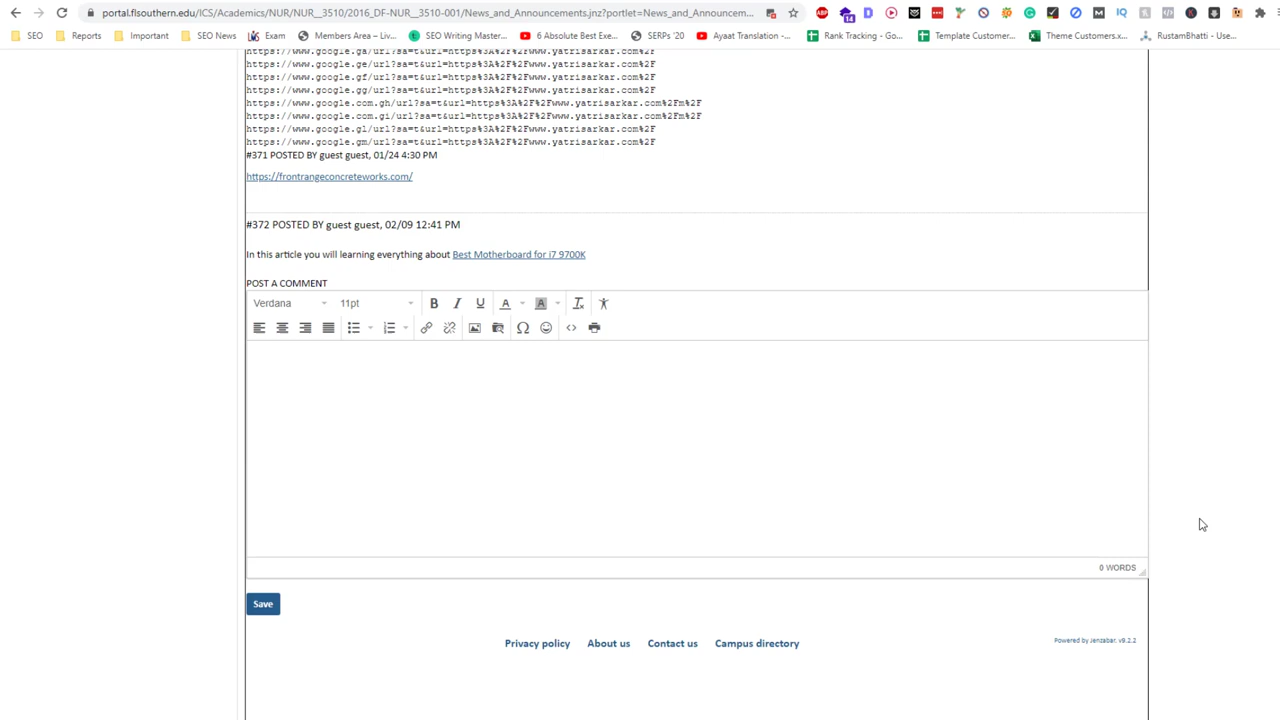 portal.flsouthern.edu/ICS/Academics/NUR/NUR__3510/2016_DF-NUR__3510-001/News_and_Announcements.jnz?portlet=News_and_Announcem...
14
IQ
SEO
Reports
Important
SEO News
Exam
Members Area – Liv...
SEO Writing Master...
6 Absolute Best Exe...
SERPs '20
Ayaat Translation -...
Rank Tracking - Go...
Template Customer...
Theme Customers.x...
RustamBhatti - Use...
https://www.google.ge/url?sa=t&url=https%3A%2F%2Fwww.yatrisarkar.com%2F
https://www.google.gf/url?sa=t&url=https%3A%2F%2Fwww.yatrisarkar.com%2F
https://www.google.gg/url?sa=t&url=https%3A%2F%2Fwww.yatrisarkar.com%2F
https://www.google.com.gh/url?sa=t&url=https%3A%2F%2Fwww.yatrisarkar.com%2Fm%2F
https://www.google.com.gi/url?sa=t&url=https%3A%2F%2Fwww.yatrisarkar.com%2Fm%2F
https://www.google.gl/url?sa=t&url=https%3A%2F%2Fwww.yatrisarkar.com%2F
https://www.google.gm/url?sa=t&url=https%3A%2F%2Fwww.yatrisarkar.com%2F
#371 POSTED BY guest guest, 01/24 4:30 PM
https://frontrangeconcreteworks.com/
#372 POSTED BY guest guest, 02/09 12:41 PM
In this article you will learning everything about Best Motherboard for i7 9700K
POST A COMMENT
Verdana
11pt
B I U A A
0 WORDS
Save
Privacy policy
About us
Contact us
Campus directory
Powered by Jenzabar. v9.2.2